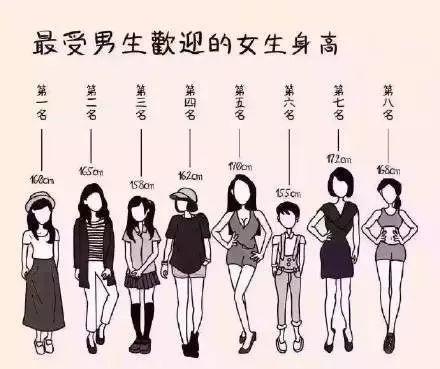 最受男生歡迎的女生身高
第一名
第二名
第三名
第四名
第五名
第六名
第七名
第八名
160cm
165cm
158cm
162cm
170cm
155cm
172cm
168cm